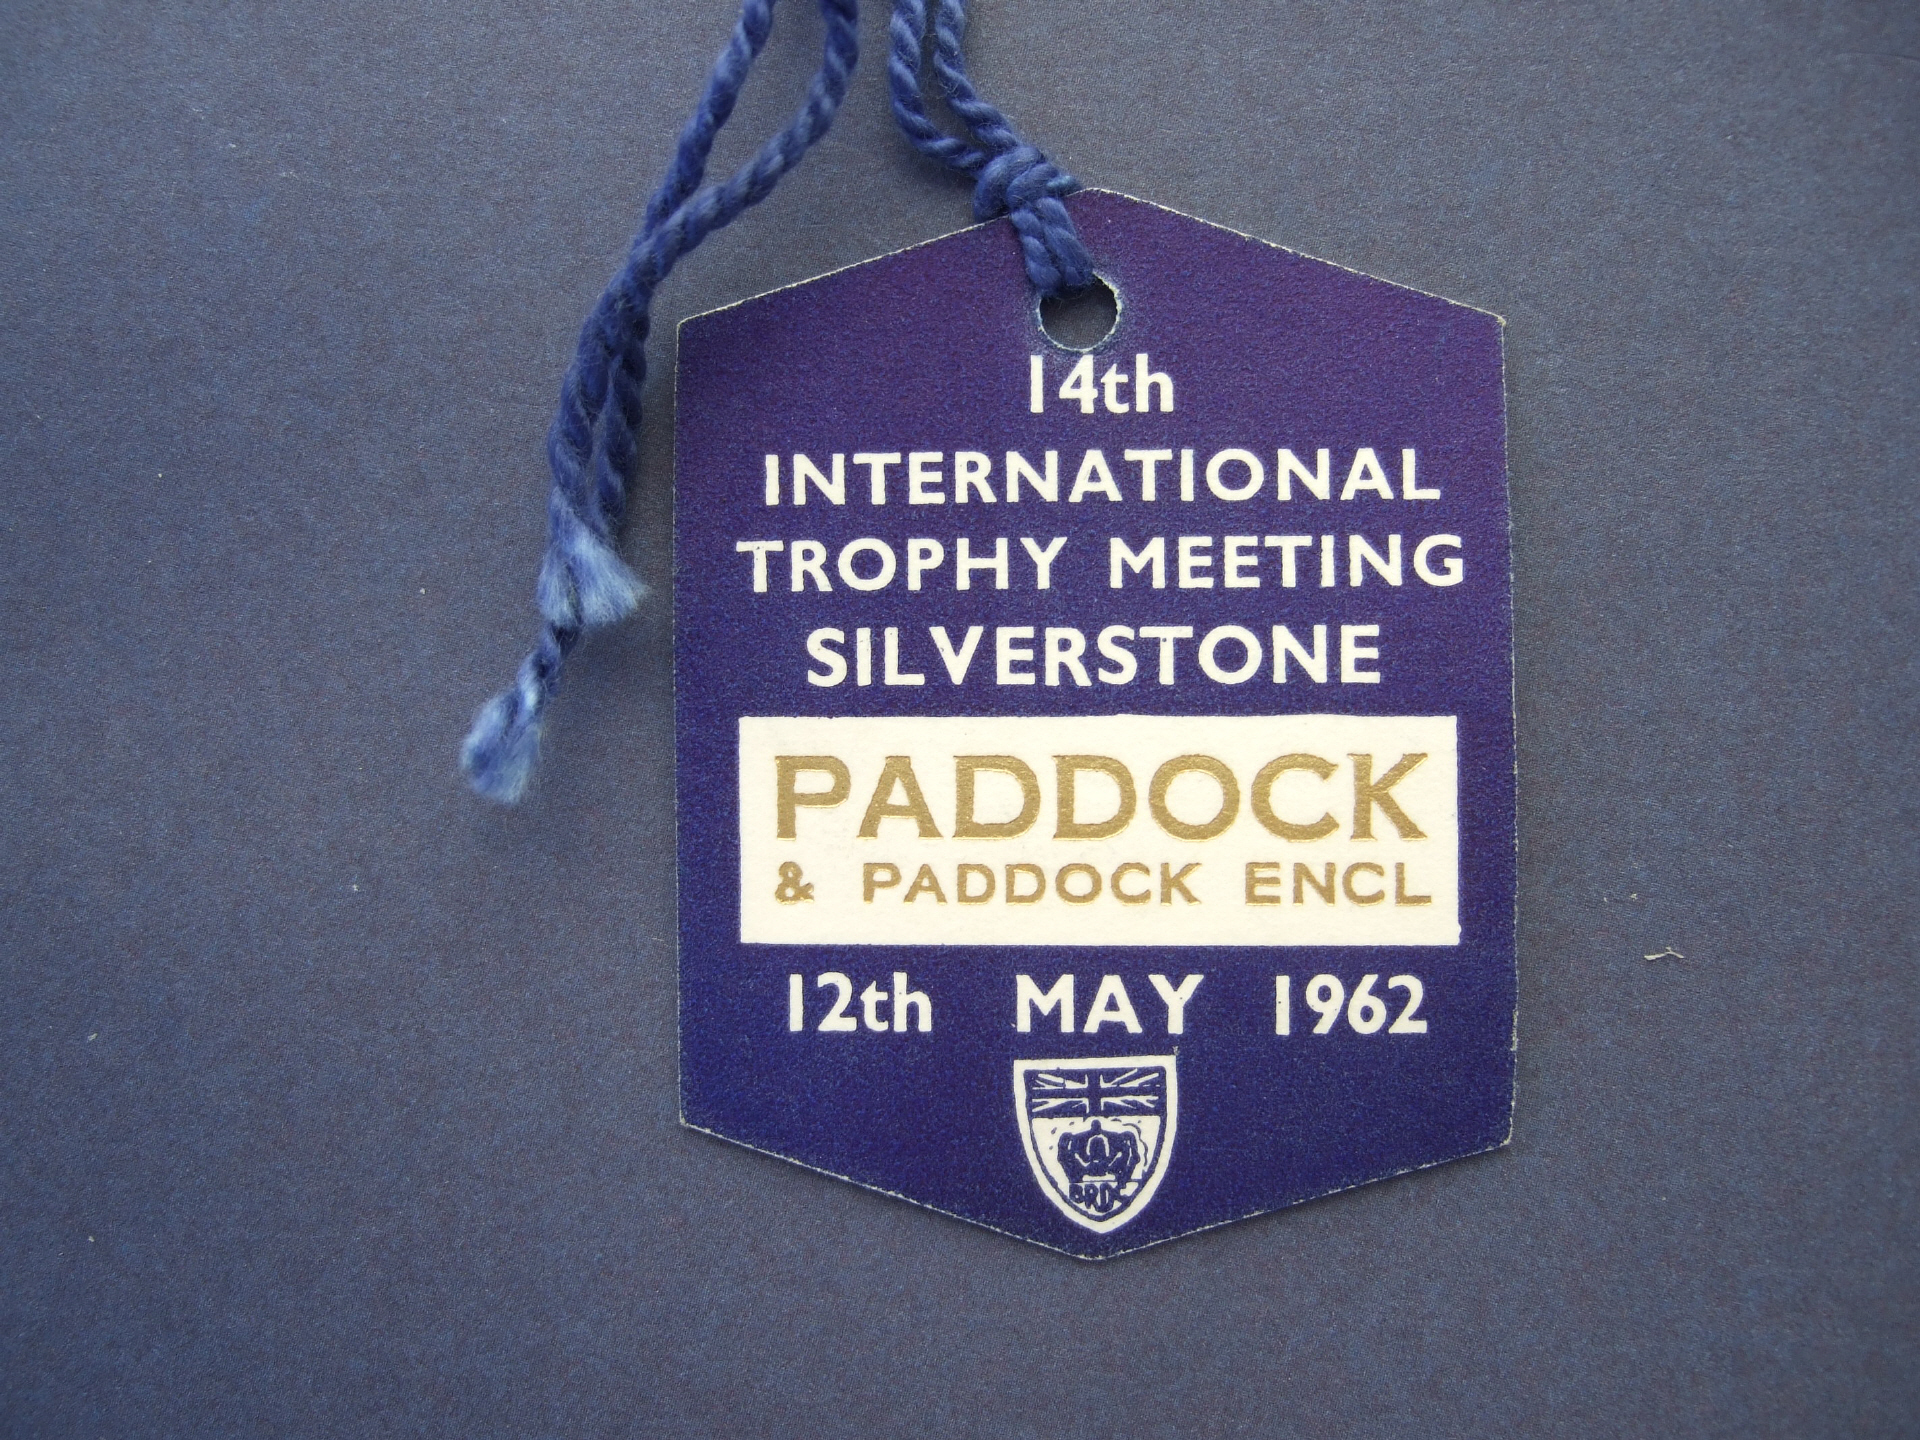 14th
INTERNATIONAL
TROPHY MEETING
SILVERSTONE
PADDOCK
& PADDOCK ENCL
12th MAY 1962
BRDC